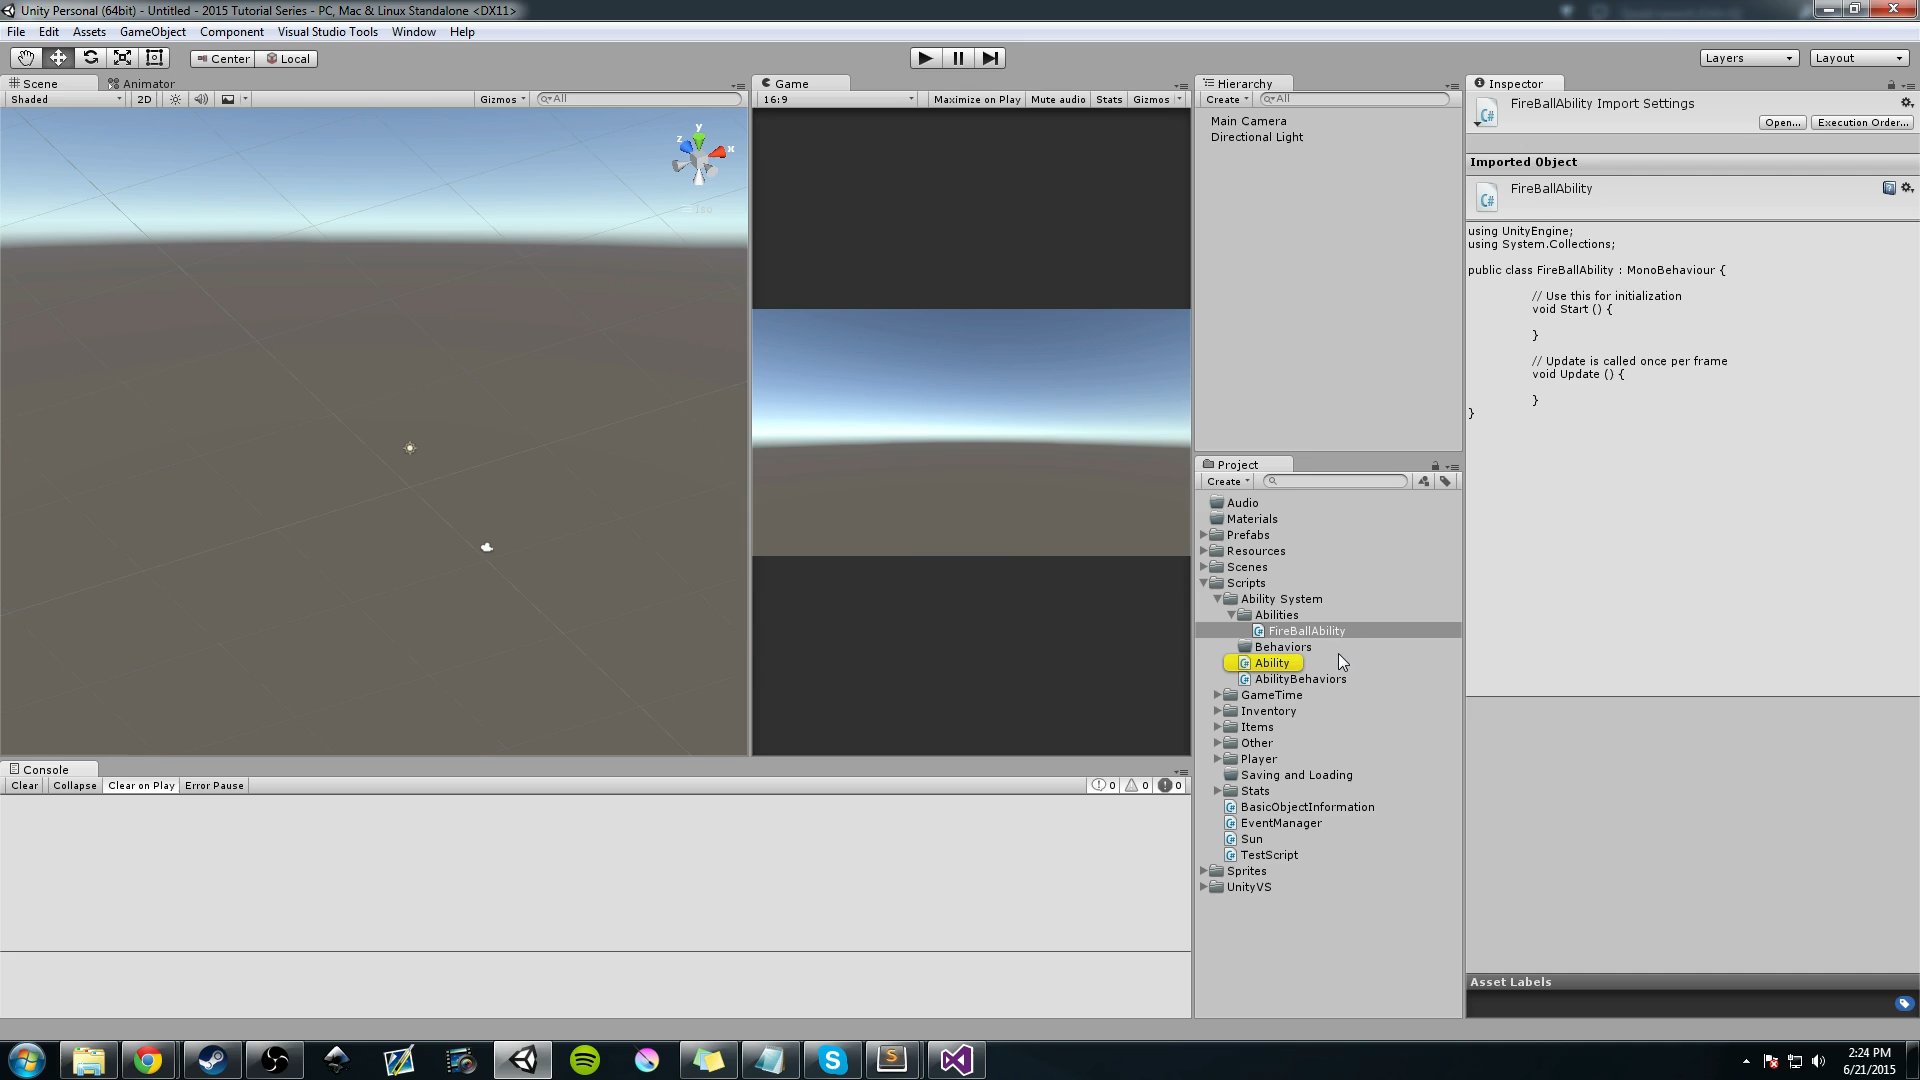 Unity Personal (64bit) - Untitled - 2015 Tutorial Series - PC, Mac & Linux Standalone <DX11>
File Edit Assets GameObject Component Visual Studio Tools Window Help
Center Local
Layers Layout
Scene Animator
Shaded 2D Gizmos All
y
z x
Iso
Game
16:9 Maximize on Play Mute audio Stats Gizmos
Hierarchy
Create All
Main Camera
Directional Light
Project
Create
Audio
Materials
Prefabs
Resources
Scenes
Scripts
Ability System
Abilities
FireBallAbility
Behaviors
Ability
AbilityBehaviors
GameTime
Inventory
Items
Other
Player
Saving and Loading
Stats
BasicObjectInformation
EventManager
Sun
TestScript
Sprites
UnityVS
Inspector
FireBallAbility Import Settings
C#
Open... Execution Order...
Imported Object
FireBallAbility
C#
using UnityEngine;
using System.Collections;
public class FireBallAbility : MonoBehaviour {
// Use this for initialization
void Start () {
}
// Update is called once per frame
void Update () {
}
}
Asset Labels
Console
Clear Collapse Clear on Play Error Pause 0 0 0
2:24 PM
6/21/2015